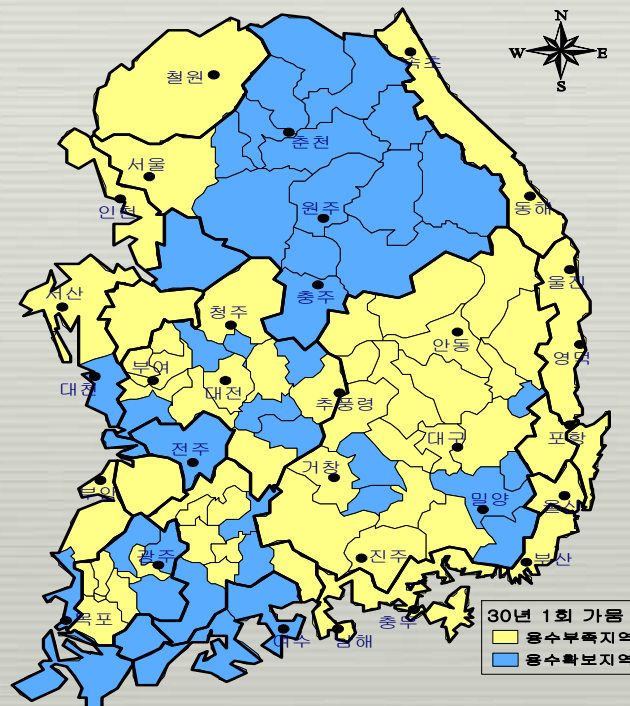 N
W E
S
속초
철원
춘천
서울
인천
원주
동해
울진
충주
서산
청주
안동
영덕
부여
대전
대천
추풍령
대구
포항
전주
거창
부안
밀양
울산
광주
진주
부산
목포
충무
여수
남해
30년 1회 가뭄
용수부족지역
용수확보지역